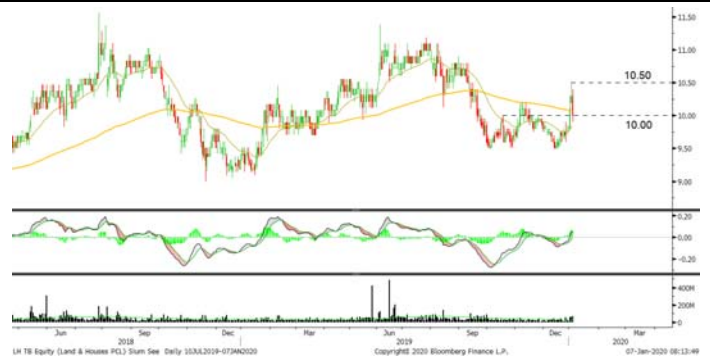 11.50
11.00
10.50
10.50
10.00
10.00
9.50
9.00
0.20
0.00
-0.20
400M
200M
0
Jun Sep Dec Mar Jun Sep Dec Mar
2018 2019 2020
LH TB Equity (Land & Houses PCL) Sium See Daily 10JUL2019-07JAN2020 Copyright© 2020 Bloomberg Finance L.P. 07-Jan-2020 08:13:49